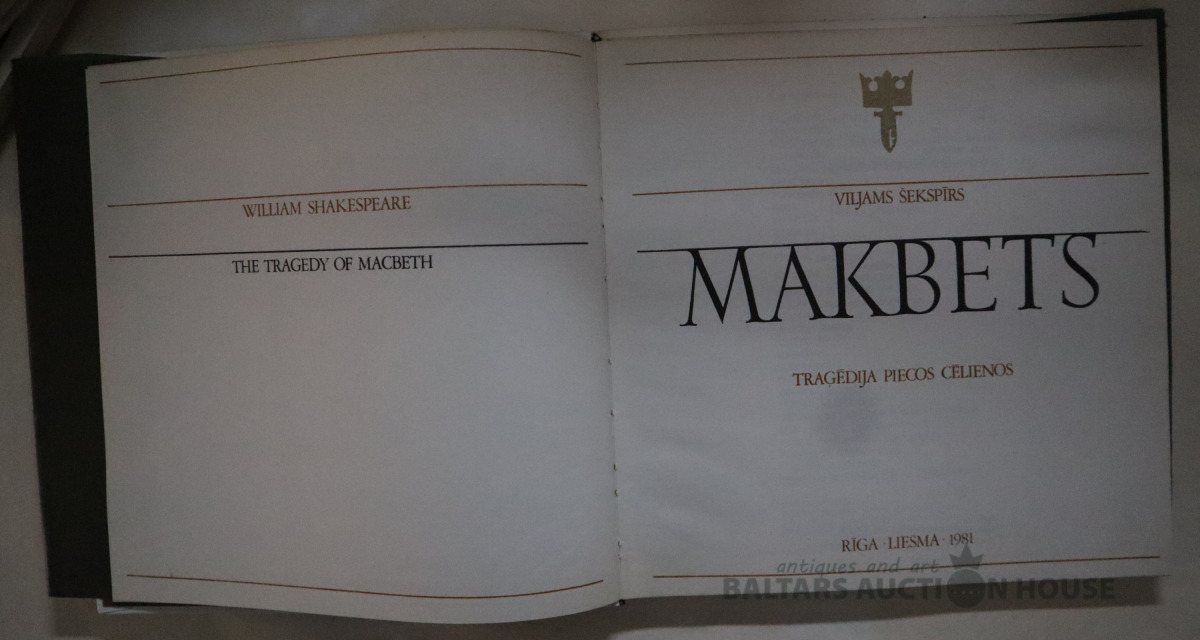 WILLIAM SHAKESPEARE
THE TRAGEDY OF MACBETH
VILJAMS ŠEKSPĪRS
MAKBETS
TRAĢĒDIJA PIECOS CĒLIENOS
RĪGA · LIESMA · 1981
antiques and art
BALTARS AUCTION HOUSE